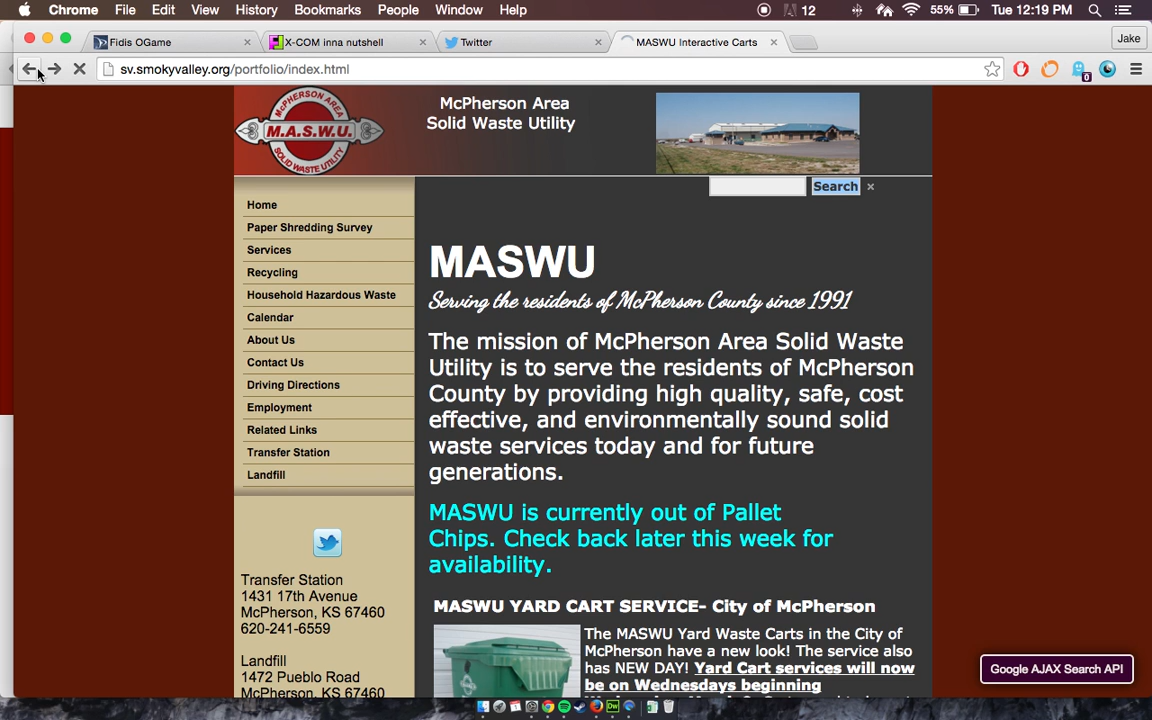 Chrome File Edit View History Bookmarks People Window Help
12 55% Tue 12:19 PM
Fidis OGame
X-COM inna nutshell
Twitter
MASWU Interactive Carts
Jake
sv.smokyvalley.org/portfolio/index.html
0
McPHERSON AREA
M.A.S.W.U.
SOLID WASTE UTILITY
McPherson Area
Solid Waste Utility
Search
Home
Paper Shredding Survey
Services
Recycling
Household Hazardous Waste
Calendar
About Us
Contact Us
Driving Directions
Employment
Related Links
Transfer Station
Landfill
Transfer Station
1431 17th Avenue
McPherson, KS 67460
620-241-6559
Landfill
1472 Pueblo Road
McPherson, KS 67460
MASWU
Serving the residents of McPherson County since 1991
The mission of McPherson Area Solid Waste
Utility is to serve the residents of McPherson
County by providing high quality, safe, cost
effective, and environmentally sound solid
waste services today and for future
generations.
MASWU is currently out of Pallet
Chips. Check back later this week for
availability.
MASWU YARD CART SERVICE- City of McPherson
The MASWU Yard Waste Carts in the City of
McPherson have a new look! The service also
has NEW DAY! Yard Cart services will now
be on Wednesdays beginning
Google AJAX Search API
Dw